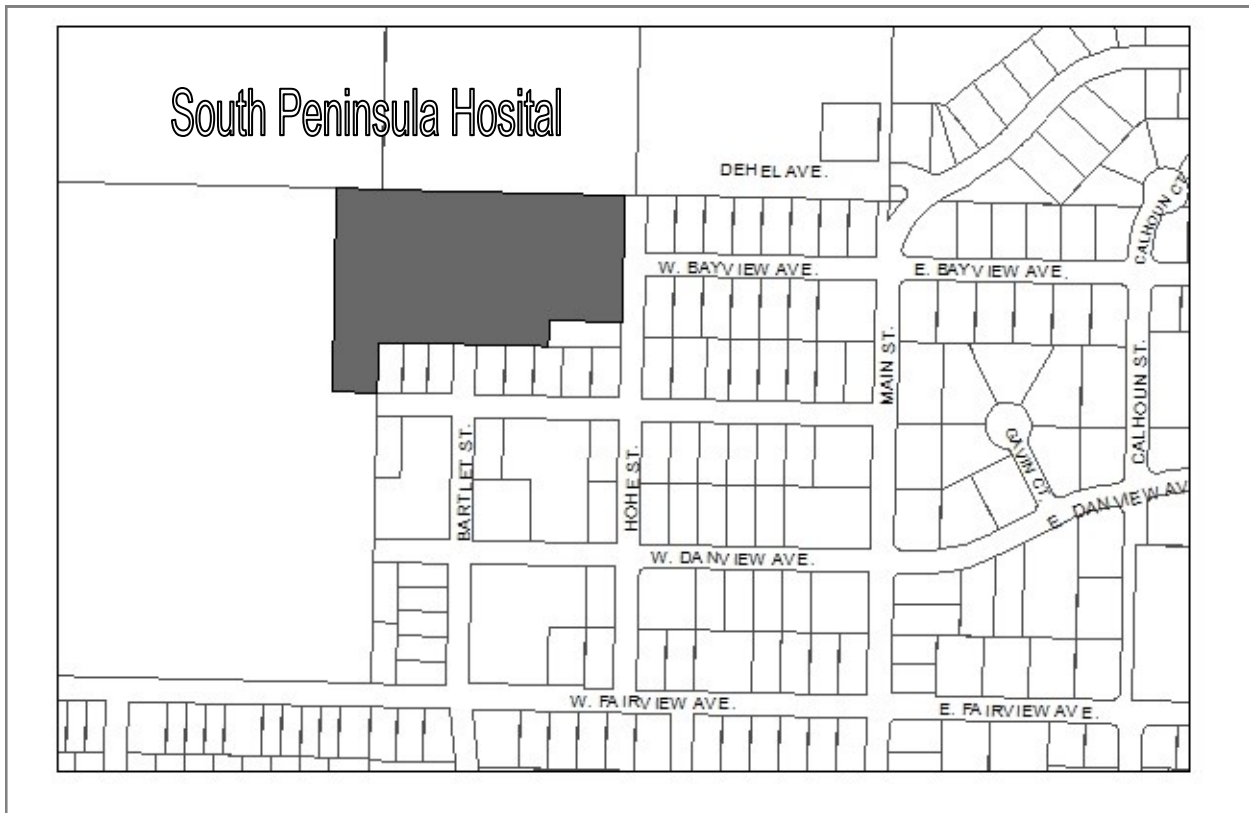 South Peninsula Hosital
DEHEL AVE.
CALHOUN CT.
W. BAYVIEW AVE.
E. BAYVIEW AVE.
MAIN ST.
CALHOUN ST.
BARTLET ST.
HOHE ST.
GAVIN CT.
E. DANVIEW AV
W. DANVIEW AVE.
W. FAIRVIEW AVE.
E. FAIRVIEW AVE.